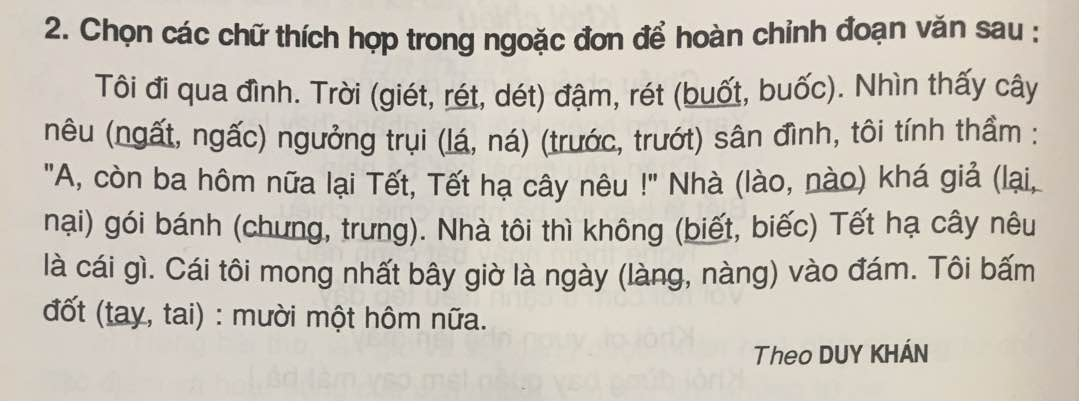 2. Chọn các chữ thích hợp trong ngoặc đơn để hoàn chỉnh đoạn văn sau :
Tôi đi qua đình. Trời (giét, rét, dét) đậm, rét (buốt, buốc). Nhìn thấy cây
nêu (ngất, ngấc) ngưởng trụi (lá, ná) (trước, trướt) sân đình, tôi tính thầm :
"A, còn ba hôm nữa lại Tết, Tết hạ cây nêu !" Nhà (lào, nào) khá giả (lại,
nại) gói bánh (chưng, trưng). Nhà tôi thì không (biết, biếc) Tết hạ cây nêu
là cái gì. Cái tôi mong nhất bây giờ là ngày (làng, nàng) vào đám. Tôi bấm
đốt (tay, tai) : mười một hôm nữa.
Theo DUY KHÁN